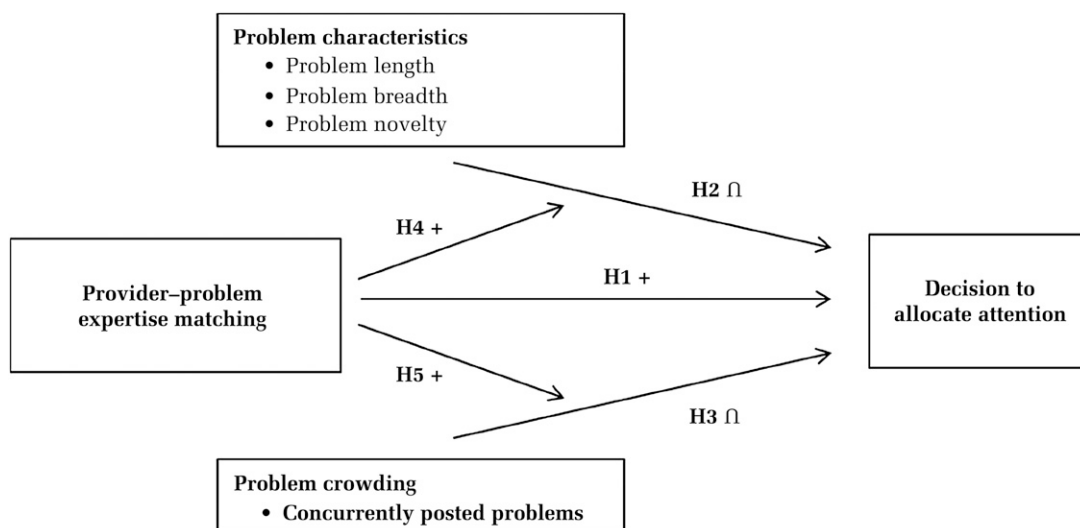 Problem characteristics
• Problem length
• Problem breadth
• Problem novelty
H2 ∩
H4 +
H1 +
Provider–problem
expertise matching
Decision to
allocate attention
H5 +
H3 ∩
Problem crowding
• Concurrently posted problems